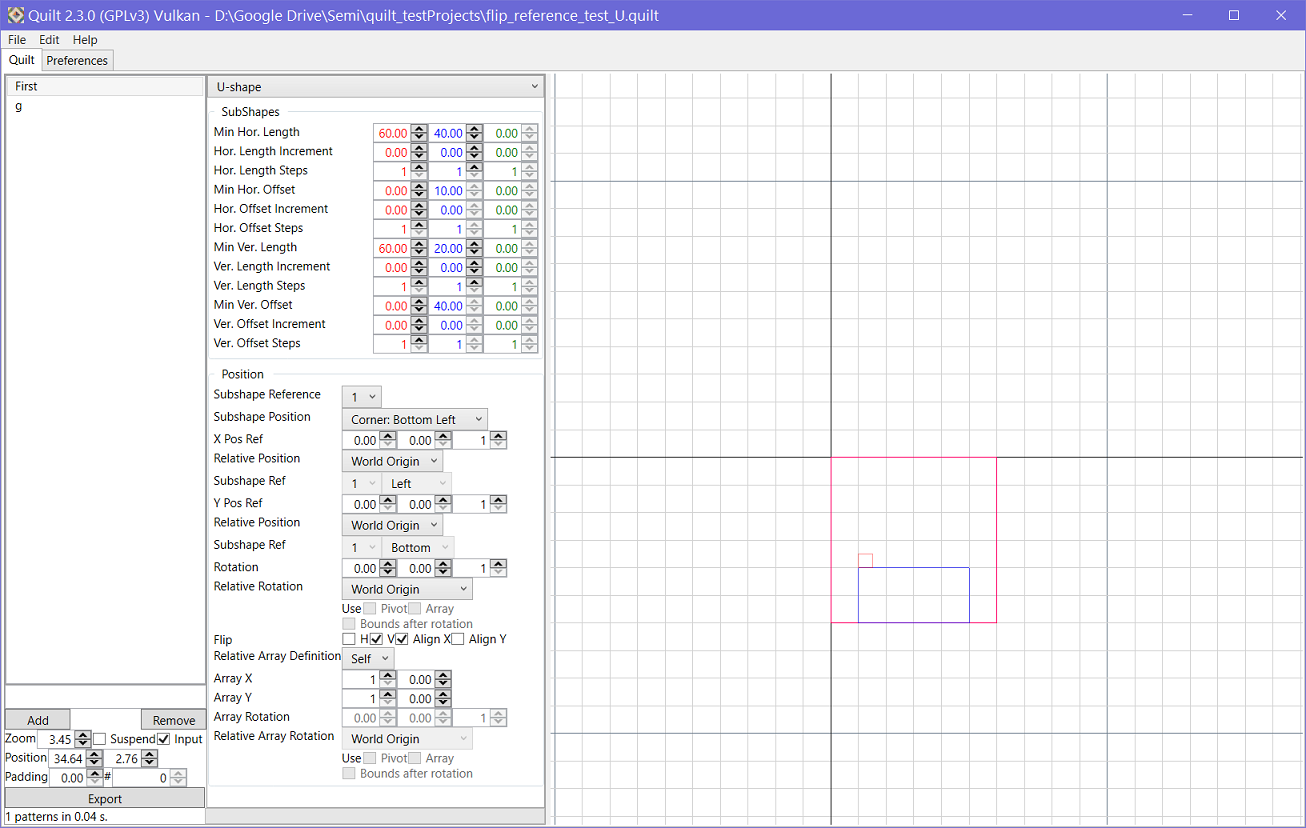 Quilt 2.3.0 (GPLv3) Vulkan - D:\Google Drive\Semi\quilt_testProjects\flip_reference_test_U.quilt
File Edit Help
Quilt Preferences
First
g
U-shape
SubShapes
Min Hor. Length 60.00 40.00 0.00
Hor. Length Increment 0.00 0.00 0.00
Hor. Length Steps 1 1 1
Min Hor. Offset 0.00 10.00 0.00
Hor. Offset Increment 0.00 0.00 0.00
Hor. Offset Steps 1 1 1
Min Ver. Length 60.00 20.00 0.00
Ver. Length Increment 0.00 0.00 0.00
Ver. Length Steps 1 1 1
Min Ver. Offset 0.00 40.00 0.00
Ver. Offset Increment 0.00 0.00 0.00
Ver. Offset Steps 1 1 1
Position
Subshape Reference 1
Subshape Position Corner: Bottom Left
X Pos Ref 0.00 0.00 1
Relative Position World Origin
Subshape Ref 1 Left
Y Pos Ref 0.00 0.00 1
Relative Position World Origin
Subshape Ref 1 Bottom
Rotation 0.00 0.00 1
Relative Rotation World Origin
Use Pivot Array
Bounds after rotation
Flip H V Align X Align Y
Relative Array Definition Self
Array X 1 0.00
Array Y 1 0.00
Array Rotation 0.00 0.00 1
Relative Array Rotation World Origin
Use Pivot Array
Bounds after rotation
Add Remove
Zoom 3.45 Suspend Input
Position 34.64 2.76
Padding 0.00 # 0
Export
1 patterns in 0.04 s.